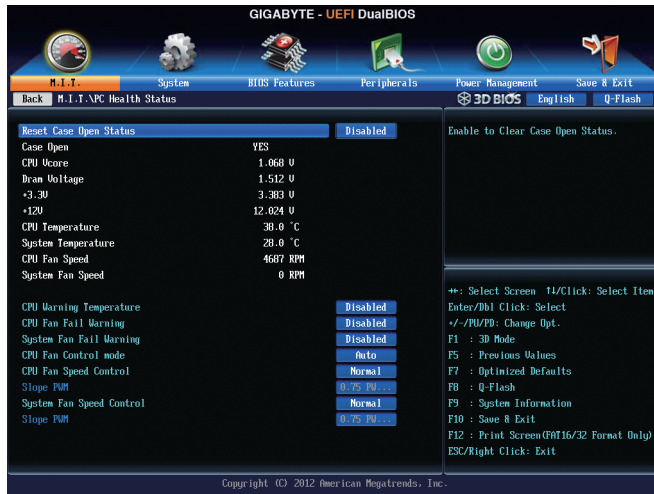 GIGABYTE - UEFI DualBIOS
M.I.T. System BIOS Features Peripherals Power Management Save & Exit
Back M.I.T.\PC Health Status 3D BIOS English Q-Flash
Reset Case Open Status Disabled
Case Open YES
CPU Vcore 1.068 V
Dram Voltage 1.512 V
+3.3V 3.383 V
+12V 12.024 V
CPU Temperature 38.0 °C
System Temperature 28.0 °C
CPU Fan Speed 4687 RPM
System Fan Speed 0 RPM
CPU Warning Temperature Disabled
CPU Fan Fail Warning Disabled
System Fan Fail Warning Disabled
CPU Fan Control mode Auto
CPU Fan Speed Control Normal
Slope PWM 0.75 PW...
System Fan Speed Control Normal
Slope PWM 0.75 PW...
Enable to Clear Case Open Status.
↔: Select Screen ↑↓/Click: Select Item
Enter/Dbl Click: Select
+/-/PU/PD: Change Opt.
F1 : 3D Mode
F5 : Previous Values
F7 : Optimized Defaults
F8 : Q-Flash
F9 : System Information
F10 : Save & Exit
F12 : Print Screen(FAT16/32 Format Only)
ESC/Right Click: Exit
Copyright (C) 2012 American Megatrends, Inc.